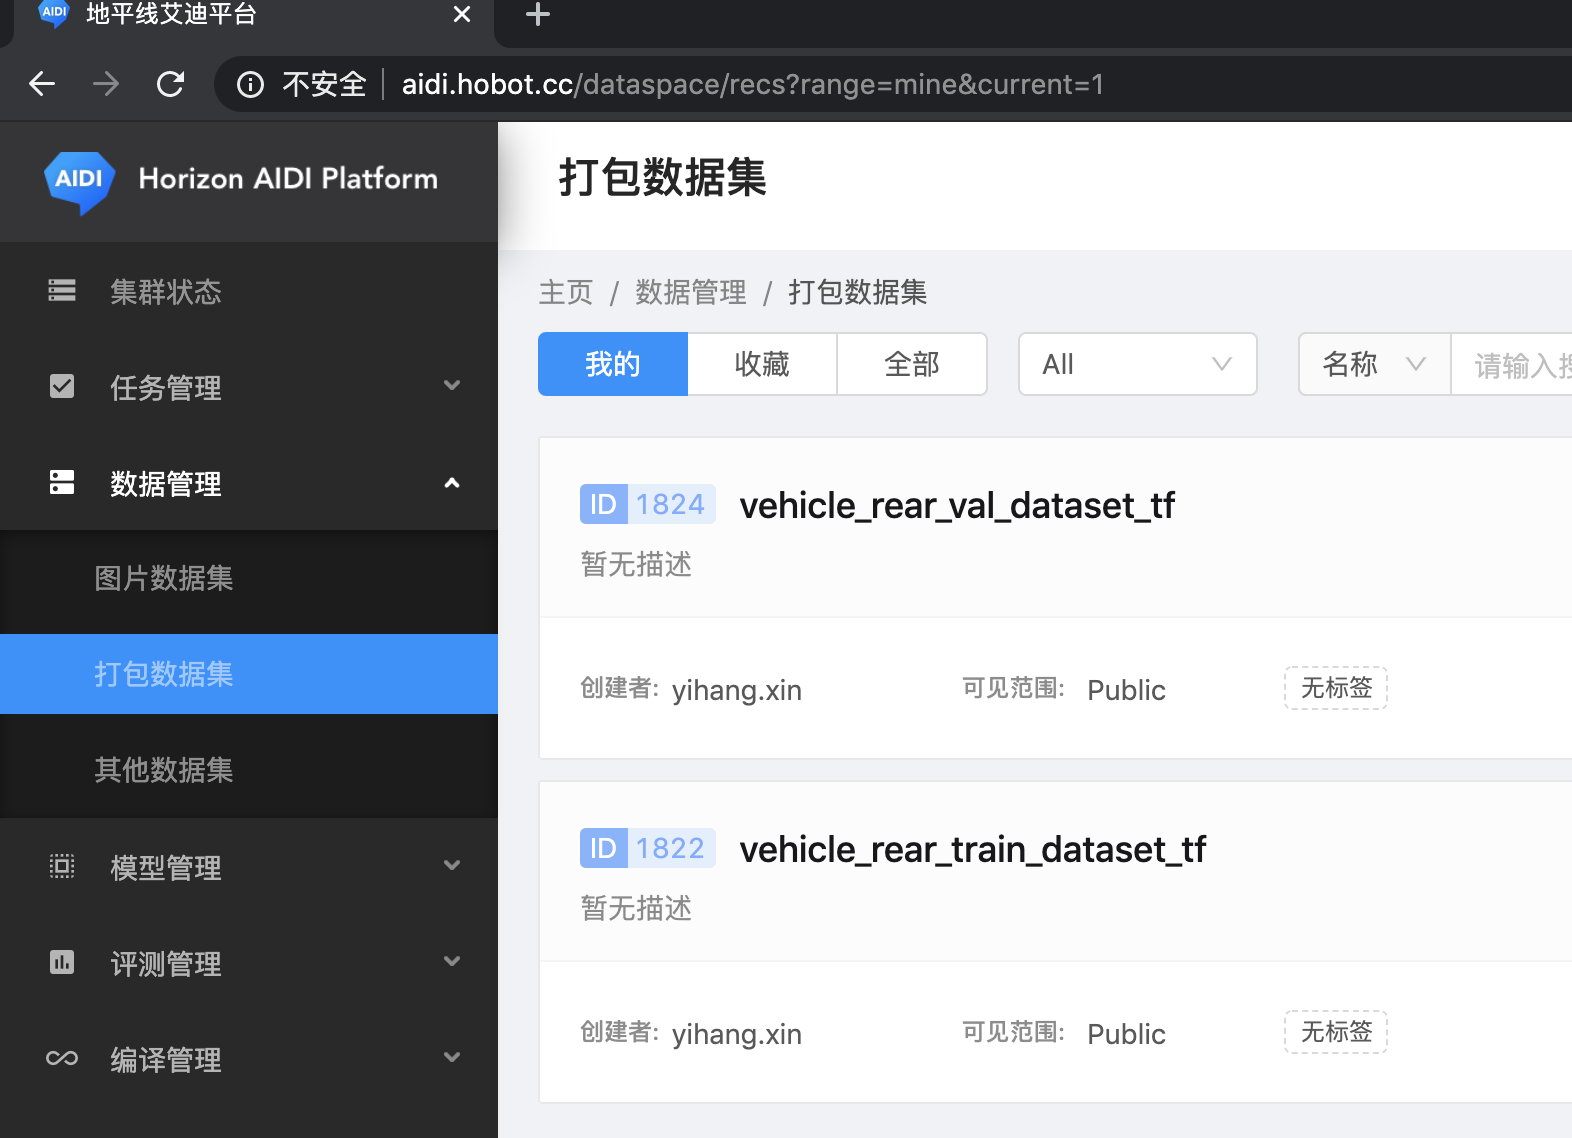 AIDI 地平线艾迪平台
不安全 aidi.hobot.cc/dataspace/recs?range=mine&current=1
AIDI Horizon AIDI Platform
集群状态
任务管理
数据管理
图片数据集
打包数据集
其他数据集
模型管理
评测管理
编译管理
打包数据集
主页 / 数据管理 / 打包数据集
我的 收藏 全部 All 名称 请输入
ID 1824 vehicle_rear_val_dataset_tf
暂无描述
创建者: yihang.xin 可见范围: Public 无标签
ID 1822 vehicle_rear_train_dataset_tf
暂无描述
创建者: yihang.xin 可见范围: Public 无标签